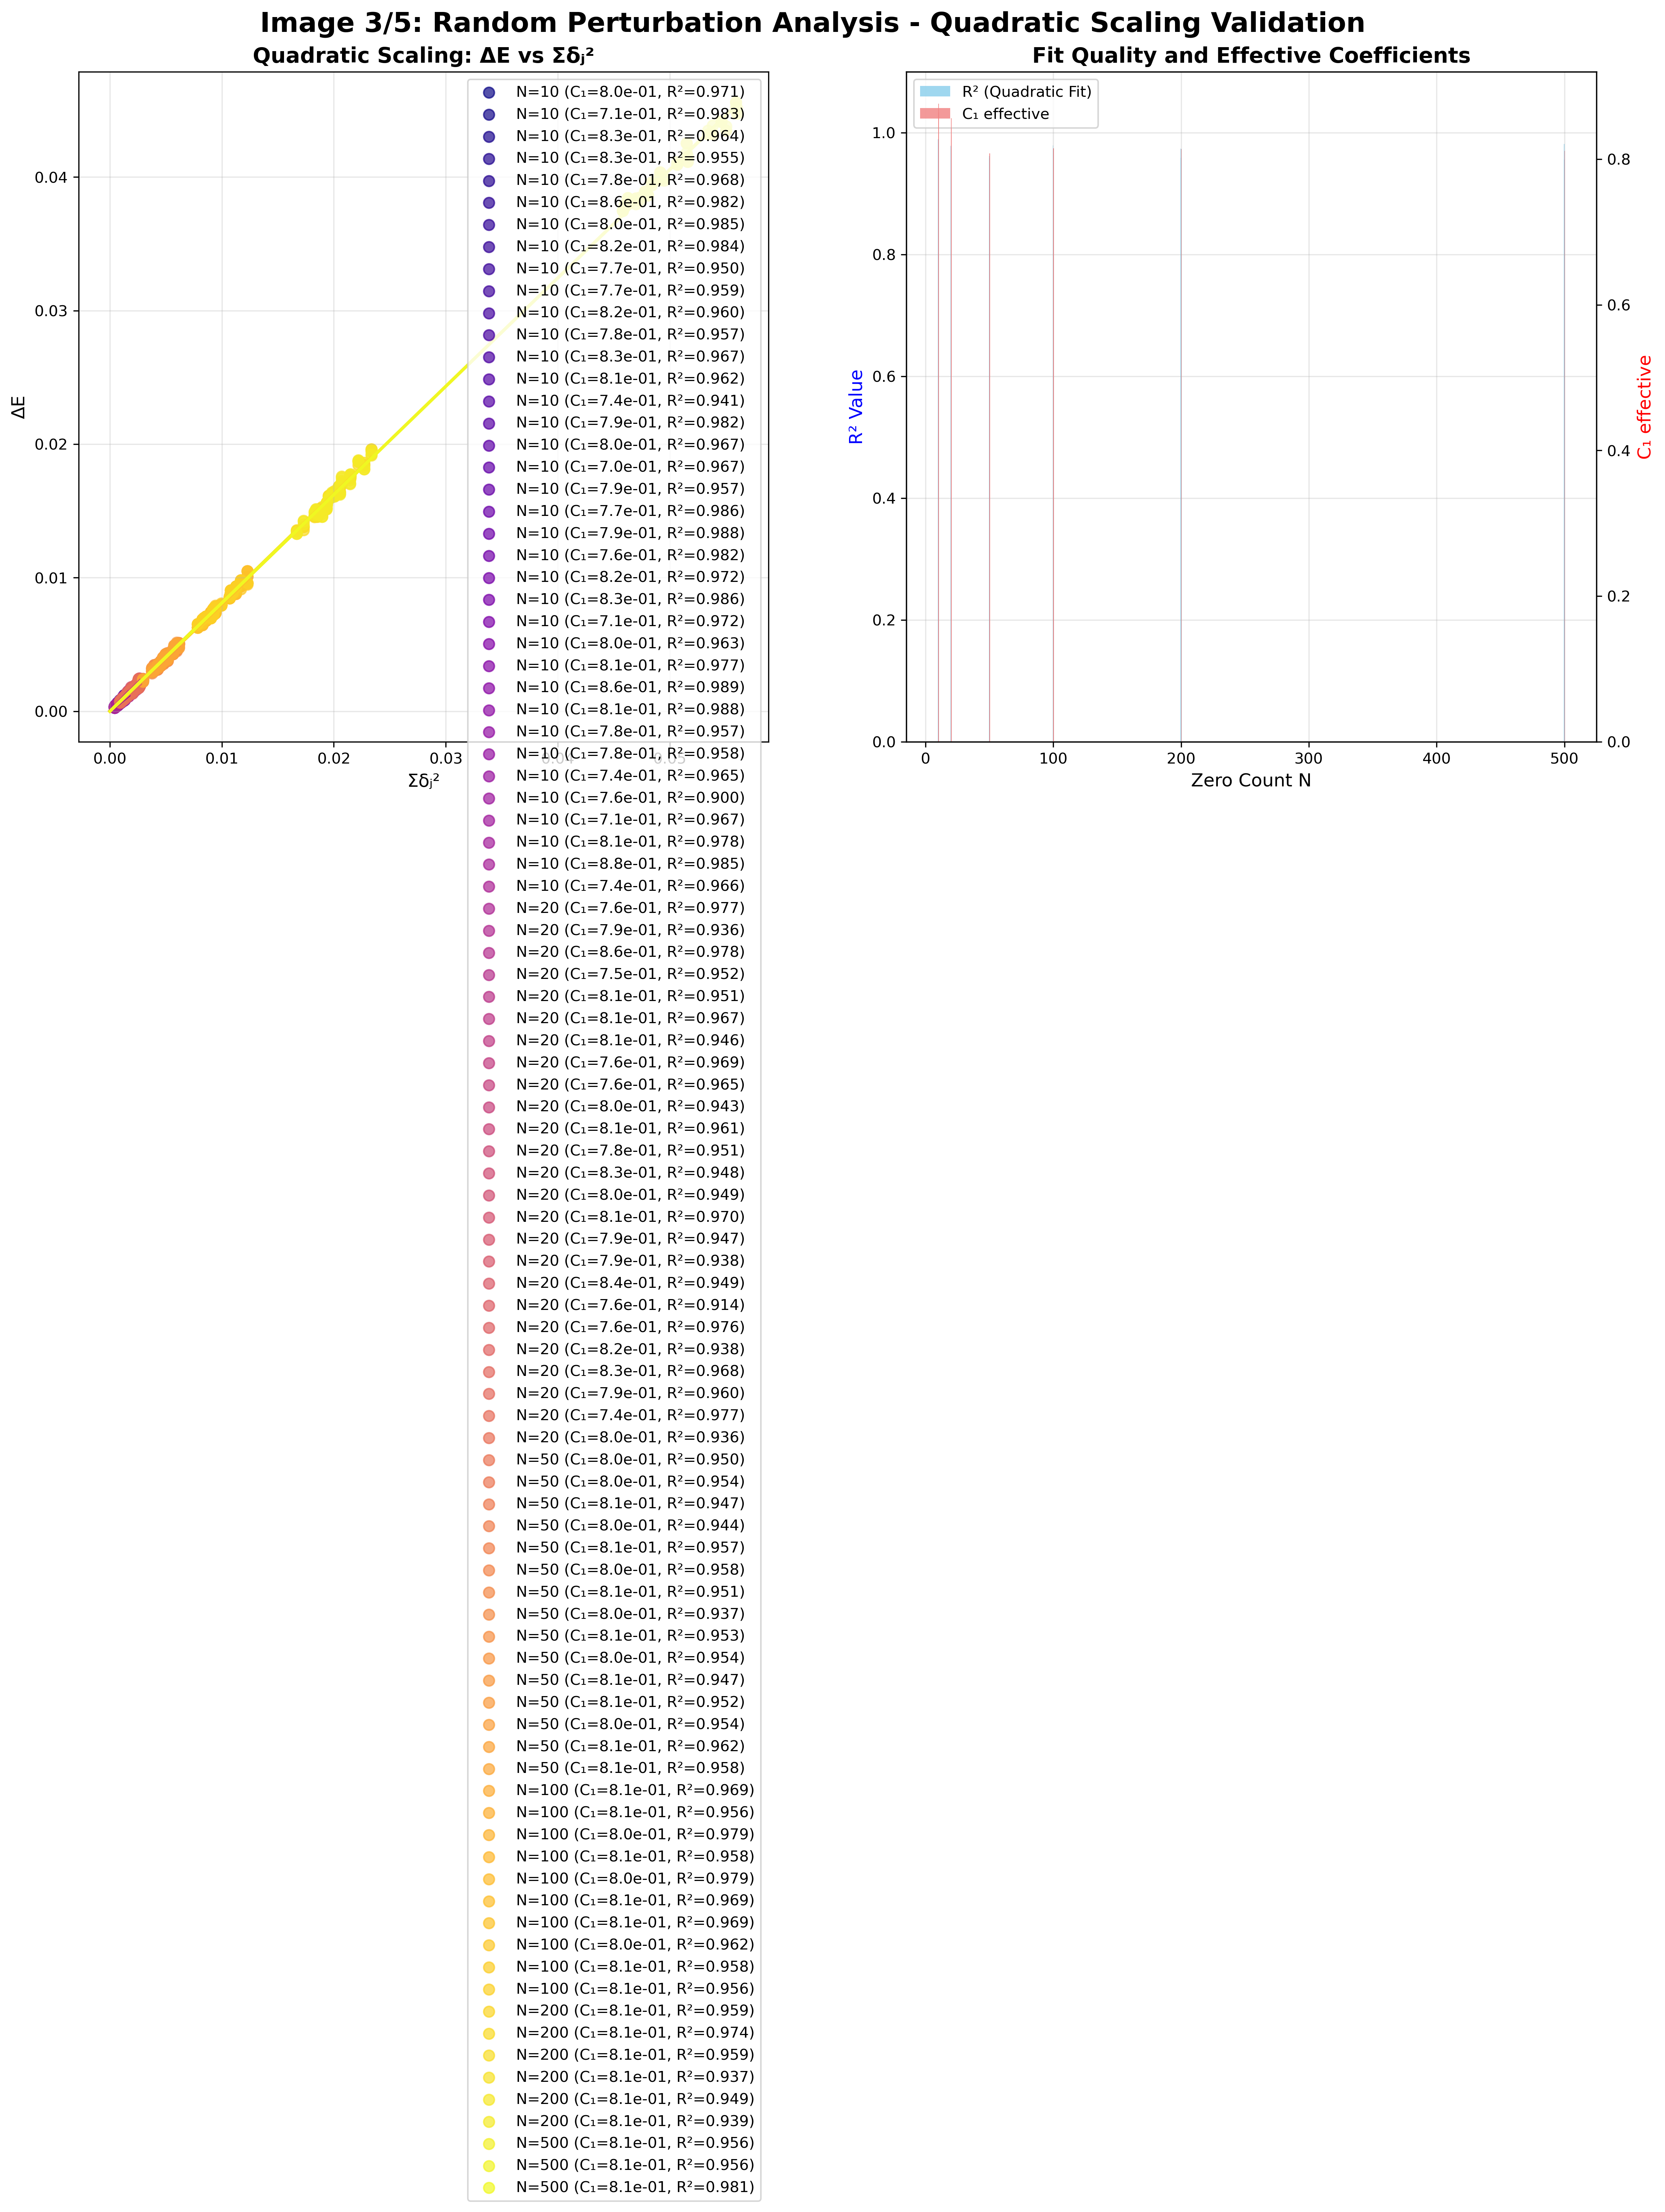 Image 3/5: Random Perturbation Analysis - Quadratic Scaling Validation
Quadratic Scaling: ΔE vs Σδⱼ²
ΔE
0.04
0.03
0.02
0.01
0.00
0.00
0.01
0.02
0.03
0.04
0.05
Σδⱼ²
N=10 (C₁=8.0e-01, R²=0.971)
N=10 (C₁=7.1e-01, R²=0.983)
N=10 (C₁=8.3e-01, R²=0.964)
N=10 (C₁=8.3e-01, R²=0.955)
N=10 (C₁=7.8e-01, R²=0.968)
N=10 (C₁=8.6e-01, R²=0.982)
N=10 (C₁=8.0e-01, R²=0.985)
N=10 (C₁=8.2e-01, R²=0.984)
N=10 (C₁=7.7e-01, R²=0.950)
N=10 (C₁=7.7e-01, R²=0.959)
N=10 (C₁=8.2e-01, R²=0.960)
N=10 (C₁=7.8e-01, R²=0.957)
N=10 (C₁=8.3e-01, R²=0.967)
N=10 (C₁=8.1e-01, R²=0.962)
N=10 (C₁=7.4e-01, R²=0.941)
N=10 (C₁=7.9e-01, R²=0.982)
N=10 (C₁=8.0e-01, R²=0.967)
N=10 (C₁=7.0e-01, R²=0.967)
N=10 (C₁=7.9e-01, R²=0.957)
N=10 (C₁=7.7e-01, R²=0.986)
N=10 (C₁=7.9e-01, R²=0.988)
N=10 (C₁=7.6e-01, R²=0.982)
N=10 (C₁=8.2e-01, R²=0.972)
N=10 (C₁=8.3e-01, R²=0.986)
N=10 (C₁=7.1e-01, R²=0.972)
N=10 (C₁=8.0e-01, R²=0.963)
N=10 (C₁=8.1e-01, R²=0.977)
N=10 (C₁=8.6e-01, R²=0.989)
N=10 (C₁=8.1e-01, R²=0.988)
N=10 (C₁=7.8e-01, R²=0.957)
N=10 (C₁=7.8e-01, R²=0.958)
N=10 (C₁=7.4e-01, R²=0.965)
N=10 (C₁=7.6e-01, R²=0.900)
N=10 (C₁=7.1e-01, R²=0.967)
N=10 (C₁=8.1e-01, R²=0.978)
N=10 (C₁=8.8e-01, R²=0.985)
N=10 (C₁=7.4e-01, R²=0.966)
N=20 (C₁=7.6e-01, R²=0.977)
N=20 (C₁=7.9e-01, R²=0.936)
N=20 (C₁=8.6e-01, R²=0.978)
N=20 (C₁=7.5e-01, R²=0.952)
N=20 (C₁=8.1e-01, R²=0.951)
N=20 (C₁=8.1e-01, R²=0.967)
N=20 (C₁=8.1e-01, R²=0.946)
N=20 (C₁=7.6e-01, R²=0.969)
N=20 (C₁=7.6e-01, R²=0.965)
N=20 (C₁=8.0e-01, R²=0.943)
N=20 (C₁=8.1e-01, R²=0.961)
N=20 (C₁=7.8e-01, R²=0.951)
N=20 (C₁=8.3e-01, R²=0.948)
N=20 (C₁=8.0e-01, R²=0.949)
N=20 (C₁=8.1e-01, R²=0.970)
N=20 (C₁=7.9e-01, R²=0.947)
N=20 (C₁=7.9e-01, R²=0.938)
N=20 (C₁=8.4e-01, R²=0.949)
N=20 (C₁=7.6e-01, R²=0.914)
N=20 (C₁=7.6e-01, R²=0.976)
N=20 (C₁=8.2e-01, R²=0.938)
N=20 (C₁=8.3e-01, R²=0.968)
N=20 (C₁=7.9e-01, R²=0.960)
N=20 (C₁=7.4e-01, R²=0.977)
N=20 (C₁=8.0e-01, R²=0.936)
N=50 (C₁=8.0e-01, R²=0.950)
N=50 (C₁=8.0e-01, R²=0.954)
N=50 (C₁=8.1e-01, R²=0.947)
N=50 (C₁=8.0e-01, R²=0.944)
N=50 (C₁=8.1e-01, R²=0.957)
N=50 (C₁=8.0e-01, R²=0.958)
N=50 (C₁=8.1e-01, R²=0.951)
N=50 (C₁=8.0e-01, R²=0.937)
N=50 (C₁=8.1e-01, R²=0.953)
N=50 (C₁=8.0e-01, R²=0.954)
N=50 (C₁=8.1e-01, R²=0.947)
N=50 (C₁=8.1e-01, R²=0.952)
N=50 (C₁=8.0e-01, R²=0.954)
N=50 (C₁=8.1e-01, R²=0.962)
N=50 (C₁=8.1e-01, R²=0.958)
N=100 (C₁=8.1e-01, R²=0.969)
N=100 (C₁=8.1e-01, R²=0.956)
N=100 (C₁=8.0e-01, R²=0.979)
N=100 (C₁=8.1e-01, R²=0.958)
N=100 (C₁=8.0e-01, R²=0.979)
N=100 (C₁=8.1e-01, R²=0.969)
N=100 (C₁=8.1e-01, R²=0.969)
N=100 (C₁=8.0e-01, R²=0.962)
N=100 (C₁=8.1e-01, R²=0.958)
N=100 (C₁=8.1e-01, R²=0.956)
N=200 (C₁=8.1e-01, R²=0.959)
N=200 (C₁=8.1e-01, R²=0.974)
N=200 (C₁=8.1e-01, R²=0.959)
N=200 (C₁=8.1e-01, R²=0.937)
N=200 (C₁=8.1e-01, R²=0.949)
N=200 (C₁=8.1e-01, R²=0.939)
N=500 (C₁=8.1e-01, R²=0.956)
N=500 (C₁=8.1e-01, R²=0.956)
N=500 (C₁=8.1e-01, R²=0.981)
Fit Quality and Effective Coefficients
R² (Quadratic Fit)
C₁ effective
R² Value
1.0
0.8
0.6
0.4
0.2
0.0
0
100
200
300
400
500
Zero Count N
0.8
0.6
0.4
0.2
0.0
C₁ effective